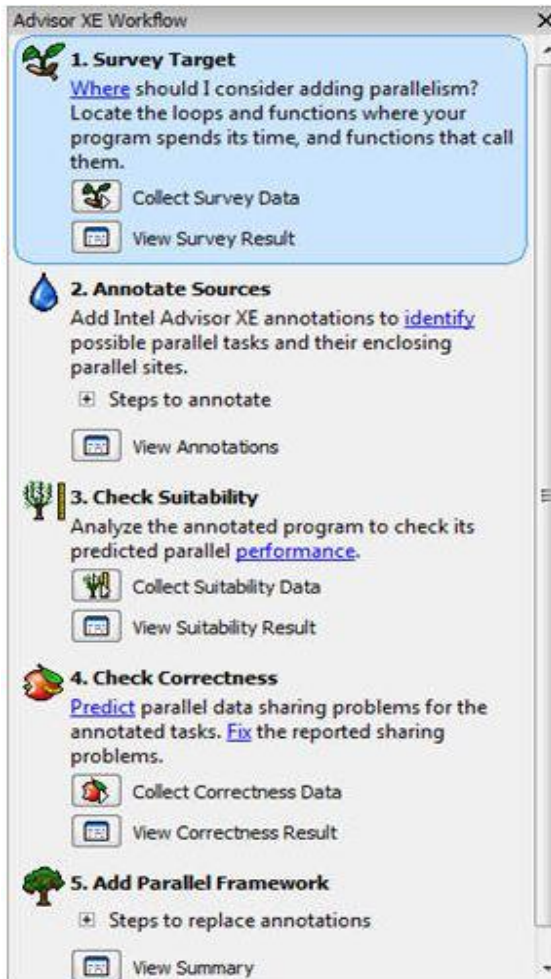 Advisor XE Workflow
1. Survey Target
Where should I consider adding parallelism?
Locate the loops and functions where your
program spends its time, and functions that call
them.
Collect Survey Data
View Survey Result
2. Annotate Sources
Add Intel Advisor XE annotations to identify
possible parallel tasks and their enclosing
parallel sites.
Steps to annotate
View Annotations
3. Check Suitability
Analyze the annotated program to check its
predicted parallel performance.
Collect Suitability Data
View Suitability Result
4. Check Correctness
Predict parallel data sharing problems for the
annotated tasks. Fix the reported sharing
problems.
Collect Correctness Data
View Correctness Result
5. Add Parallel Framework
Steps to replace annotations
View Summary